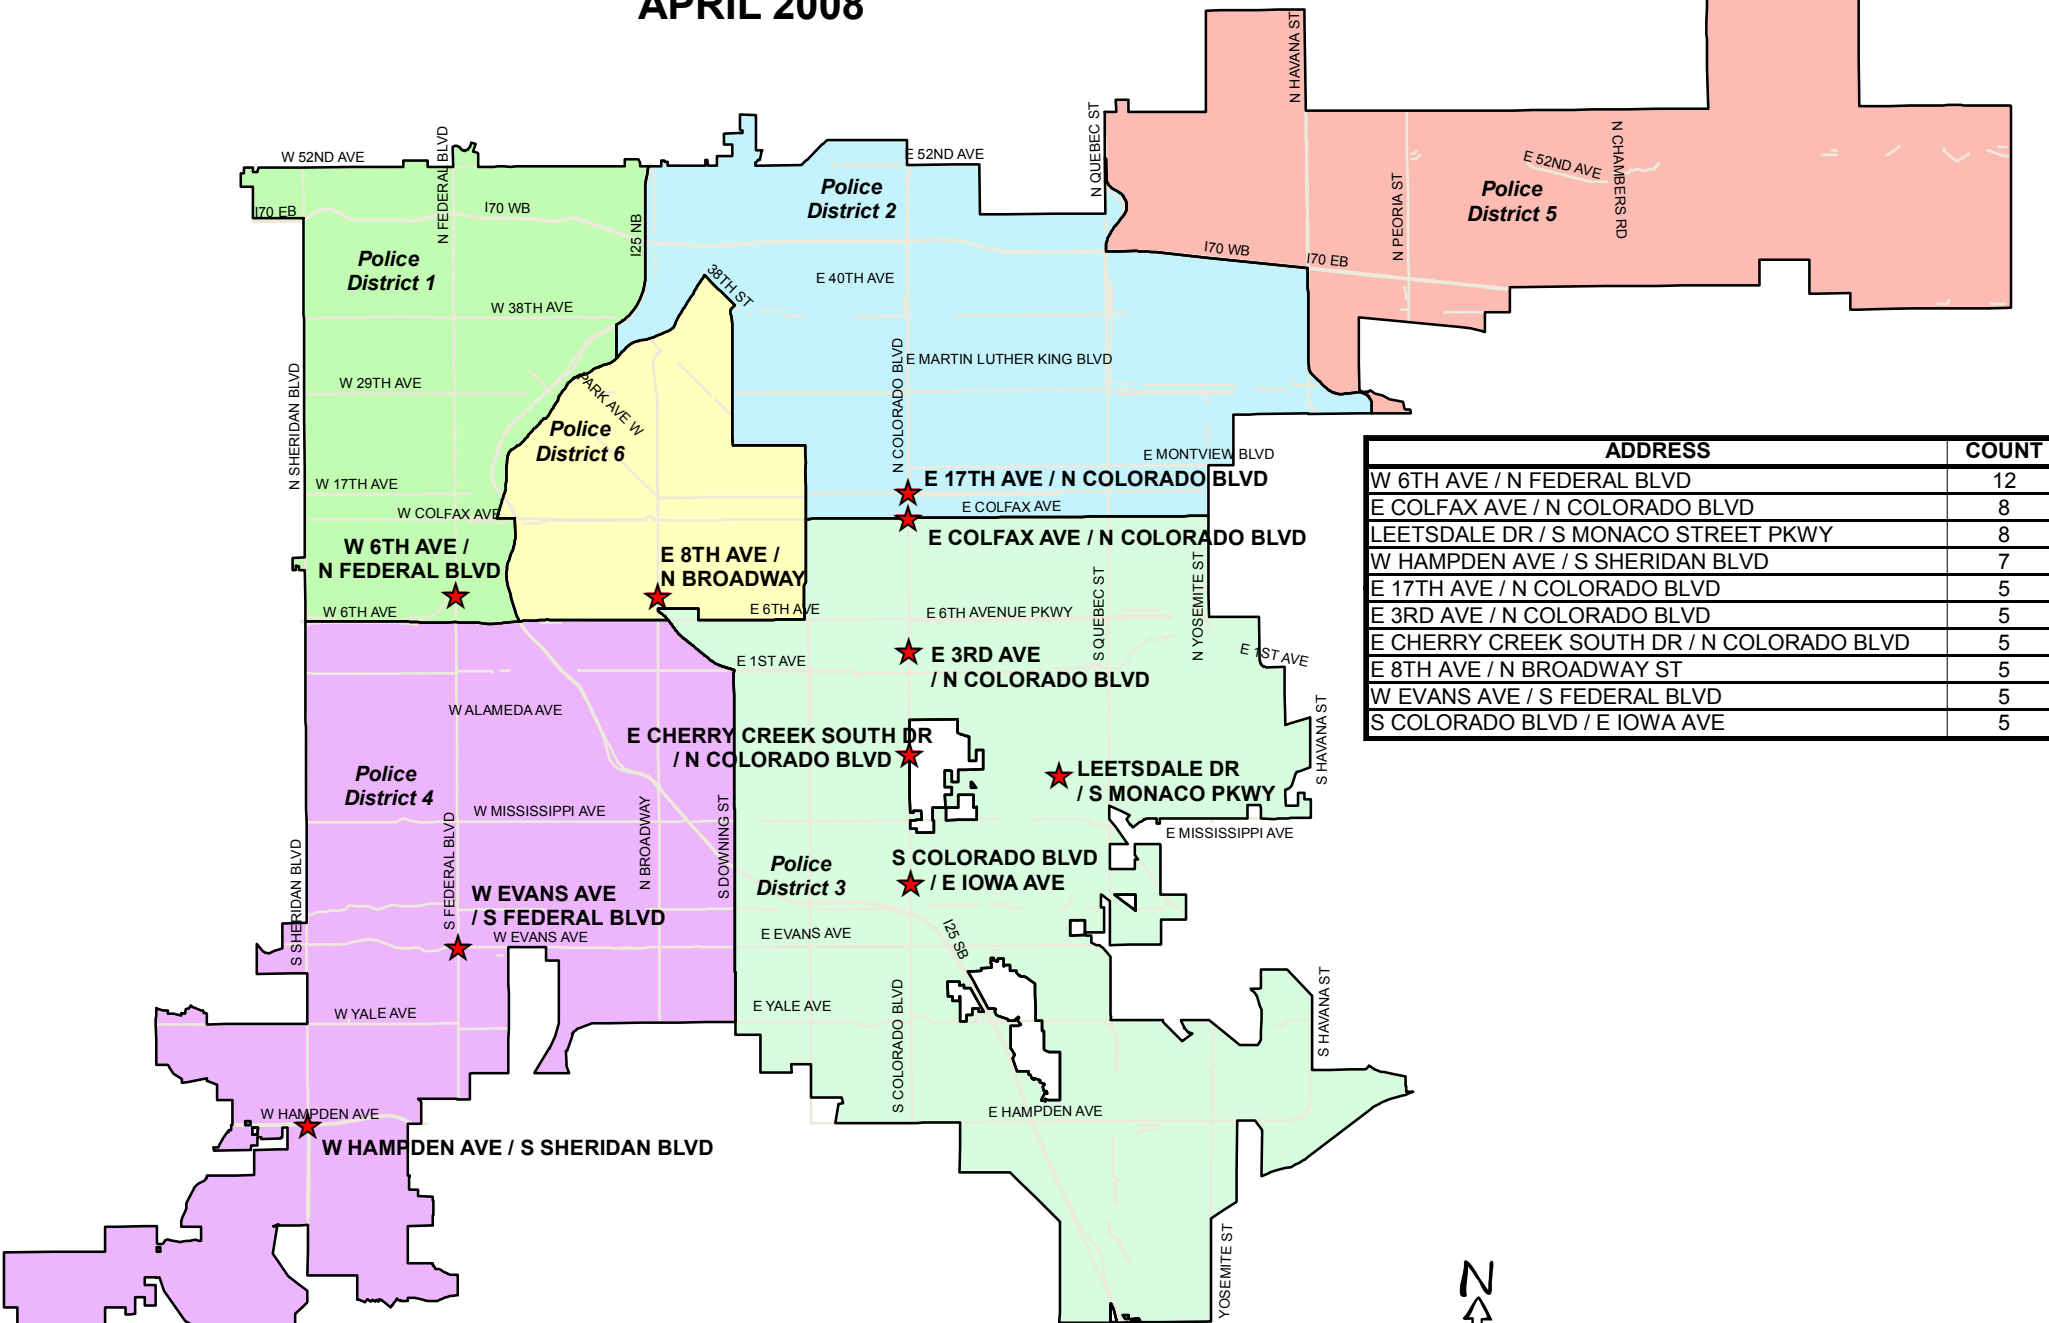 APRIL 2008
N HAVANA ST
N QUEBEC ST
N FEDERAL BLVD
W 52ND AVE
E 52ND AVE
E 52ND AVE
N CHAMBERS RD
N PEORIA ST
Police
District 2
Police
District 5
I70 EB
I70 WB
I25 NB
I70 WB
I70 EB
Police
District 1
38TH ST
E 40TH AVE
W 38TH AVE
N COLORADO BLVD
E MARTIN LUTHER KING BLVD
N SHERIDAN BLVD
W 29TH AVE
PARK AVE W
Police
District 6
E MONTVIEW BLVD
W 17TH AVE
E 17TH AVE / N COLORADO BLVD
W COLFAX AVE
E COLFAX AVE
E COLFAX AVE / N COLORADO BLVD
W 6TH AVE /
N FEDERAL BLVD
E 8TH AVE /
N BROADWAY
S QUEBEC ST
N YOSEMITE ST
W 6TH AVE
E 6TH AVE
E 6TH AVENUE PKWY
E 1ST AVE
E 1ST AVE
E 3RD AVE
/ N COLORADO BLVD
W ALAMEDA AVE
E CHERRY CREEK SOUTH DR
/ N COLORADO BLVD
LEETSDALE DR
/ S MONACO PKWY
S HAVANA ST
Police
District 4
W MISSISSIPPI AVE
E MISSISSIPPI AVE
S SHERIDAN BLVD
S FEDERAL BLVD
N BROADWAY
S DOWNING ST
Police
District 3
S COLORADO BLVD
/ E IOWA AVE
W EVANS AVE
/ S FEDERAL BLVD
W EVANS AVE
E EVANS AVE
I25 SB
W YALE AVE
E YALE AVE
S COLORADO BLVD
S HAVANA ST
W HAMPDEN AVE
E HAMPDEN AVE
W HAMPDEN AVE / S SHERIDAN BLVD
YOSEMITE ST
N
ADDRESS COUNT
W 6TH AVE / N FEDERAL BLVD 12
E COLFAX AVE / N COLORADO BLVD 8
LEETSDALE DR / S MONACO STREET PKWY 8
W HAMPDEN AVE / S SHERIDAN BLVD 7
E 17TH AVE / N COLORADO BLVD 5
E 3RD AVE / N COLORADO BLVD 5
E CHERRY CREEK SOUTH DR / N COLORADO BLVD 5
E 8TH AVE / N BROADWAY ST 5
W EVANS AVE / S FEDERAL BLVD 5
S COLORADO BLVD / E IOWA AVE 5